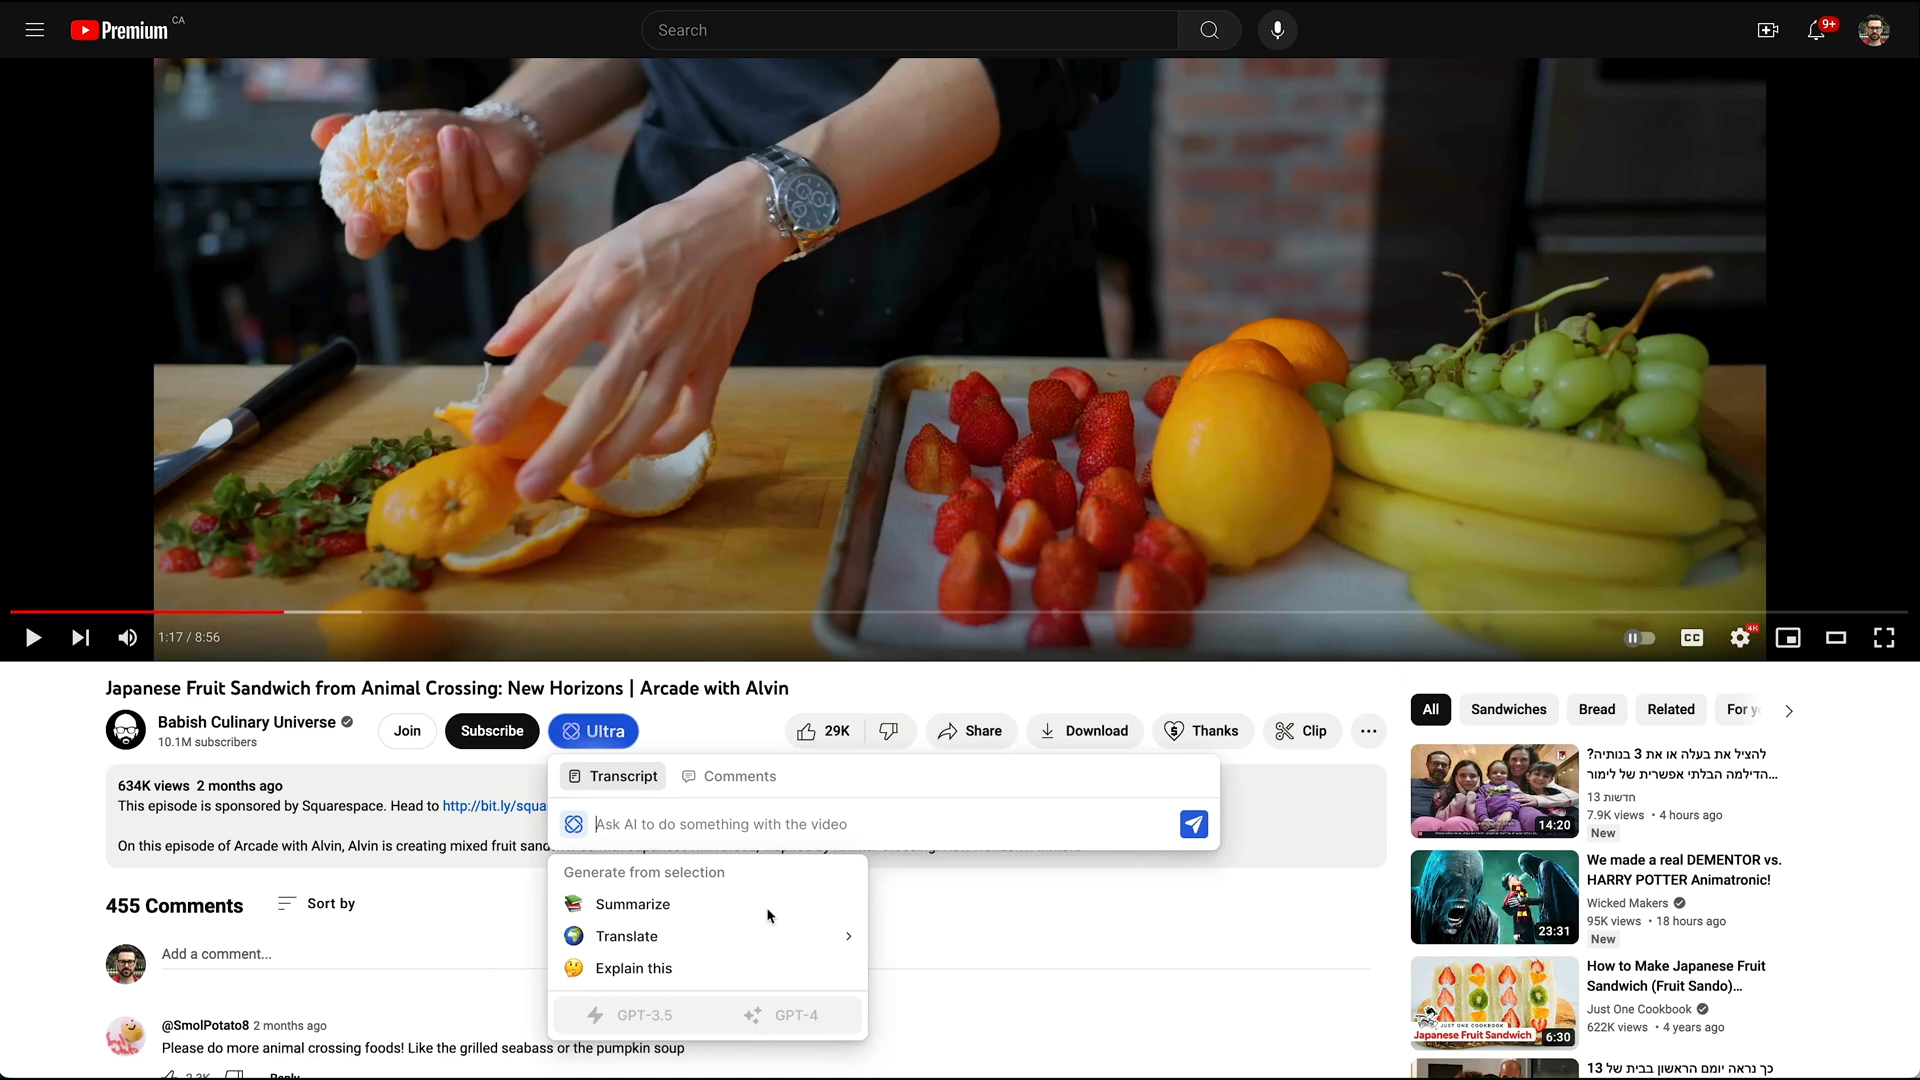 Premium CA
Search
9+
1:17 / 8:56
CC
4K
Japanese Fruit Sandwich from Animal Crossing: New Horizons | Arcade with Alvin
Babish Culinary Universe
10.1M subscribers
Join
Subscribe
Ultra
29K
Share
Download
Thanks
Clip
634K views 2 months ago
This episode is sponsored by Squarespace. Head to http://bit.ly/squa
On this episode of Arcade with Alvin, Alvin is creating mixed fruit sand
Transcript
Comments
Ask AI to do something with the video
Generate from selection
Summarize
Translate
Explain this
GPT-3.5
GPT-4
455 Comments
Sort by
Add a comment...
@SmolPotato8 2 months ago
Please do more animal crossing foods! Like the grilled seabass or the pumpkin soup
2.3K
Reply
All
Sandwiches
Bread
Related
For y
להציל את בעלה או את 3 בנותיה?
הדילמה הבלתי אפשרית של לימור...
חדשות 13
7.9K views • 4 hours ago
New
14:20
We made a real DEMENTOR vs.
HARRY POTTER Animatronic!
Wicked Makers
95K views • 18 hours ago
New
23:31
How to Make Japanese Fruit
Sandwich (Fruit Sando)...
Just One Cookbook
622K views • 4 years ago
JUST ONE COOKBOOK
Japanese Fruit Sandwich
6:30
כך נראה יומם הראשון בבית של 13